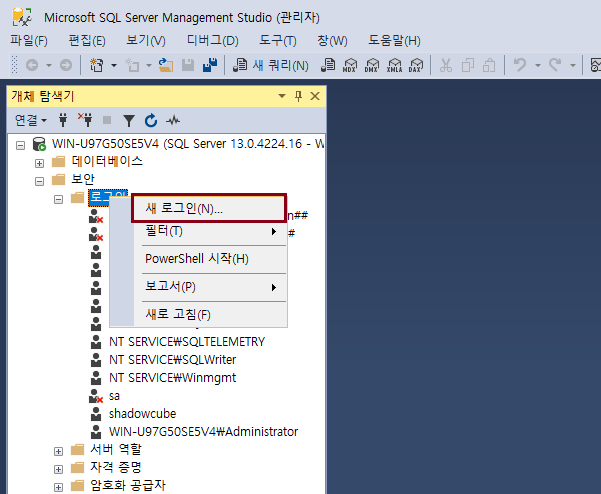 Microsoft SQL Server Management Studio (관리자)
파일(F) 편집(E) 보기(V) 디버그(D) 도구(T) 창(W) 도움말(H)
새 쿼리(N) MDX DMX XMLA DAX
개체 탐색기
연결
WIN-U97G50SE5V4 (SQL Server 13.0.4224.16 - W
데이터베이스
보안
로그인
새 로그인(N)... n##
필터(T) #
PowerShell 시작(H)
보고서(P)
새로 고침(F)
NT SERVICE\SQLTELEMETRY
NT SERVICE\SQLWriter
NT SERVICE\Winmgmt
sa
shadowcube
WIN-U97G50SE5V4\Administrator
서버 역할
자격 증명
암호화 공급자